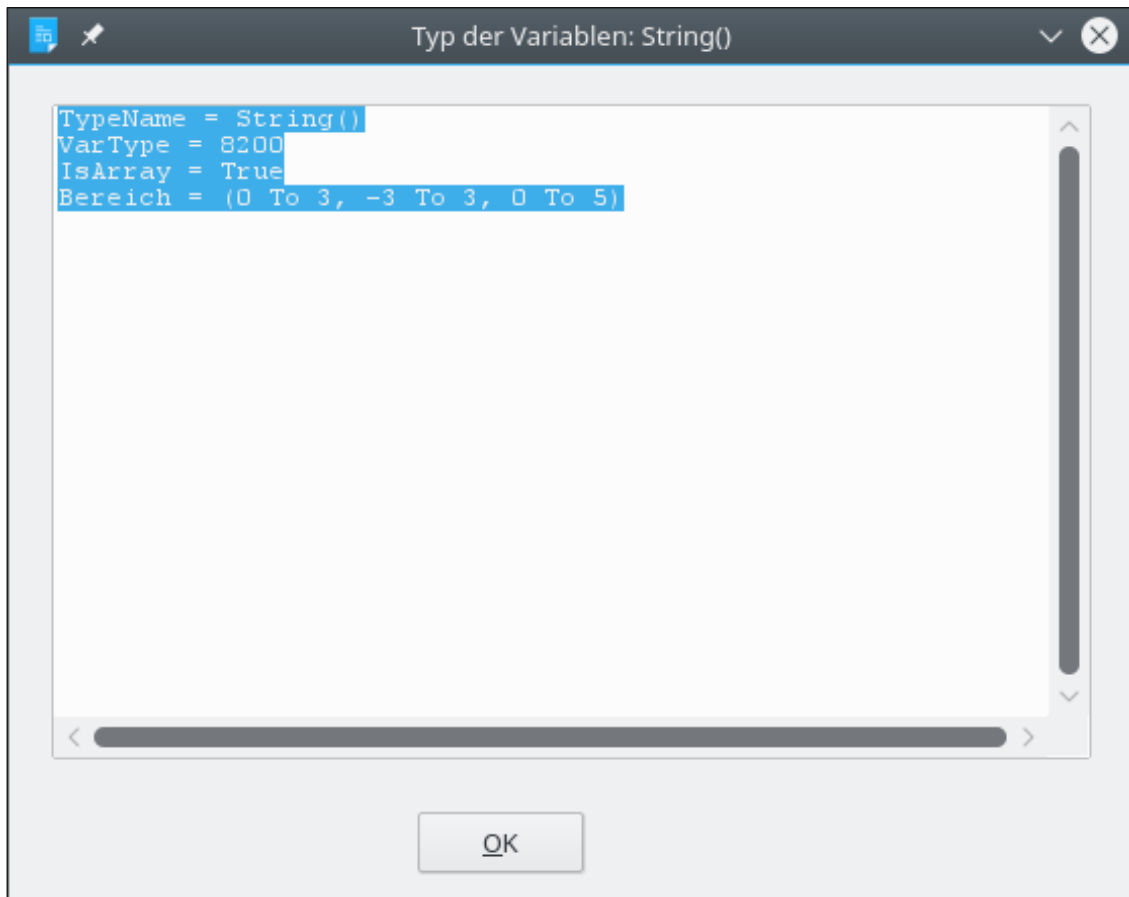 Typ der Variablen: String()
TypeName = String()
VarType = 8200
IsArray = True
Bereich = (0 To 3, -3 To 3, 0 To 5)
OK